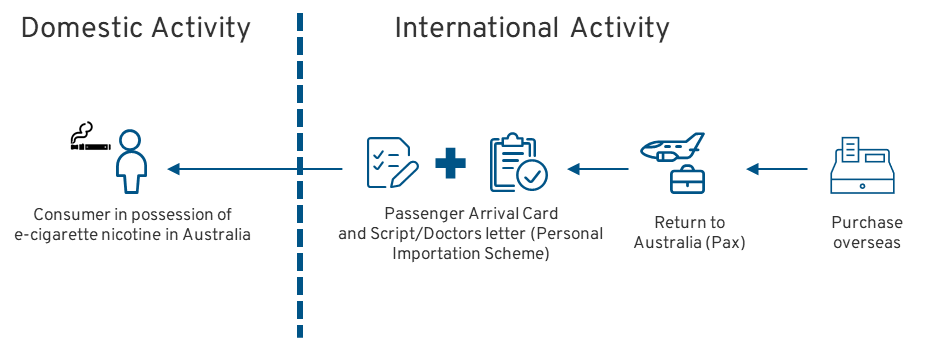 Domestic Activity
International Activity
Consumer in possession of
e-cigarette nicotine in Australia
Passenger Arrival Card
and Script/Doctors letter (Personal
Importation Scheme)
Return to
Australia (Pax)
Purchase
overseas